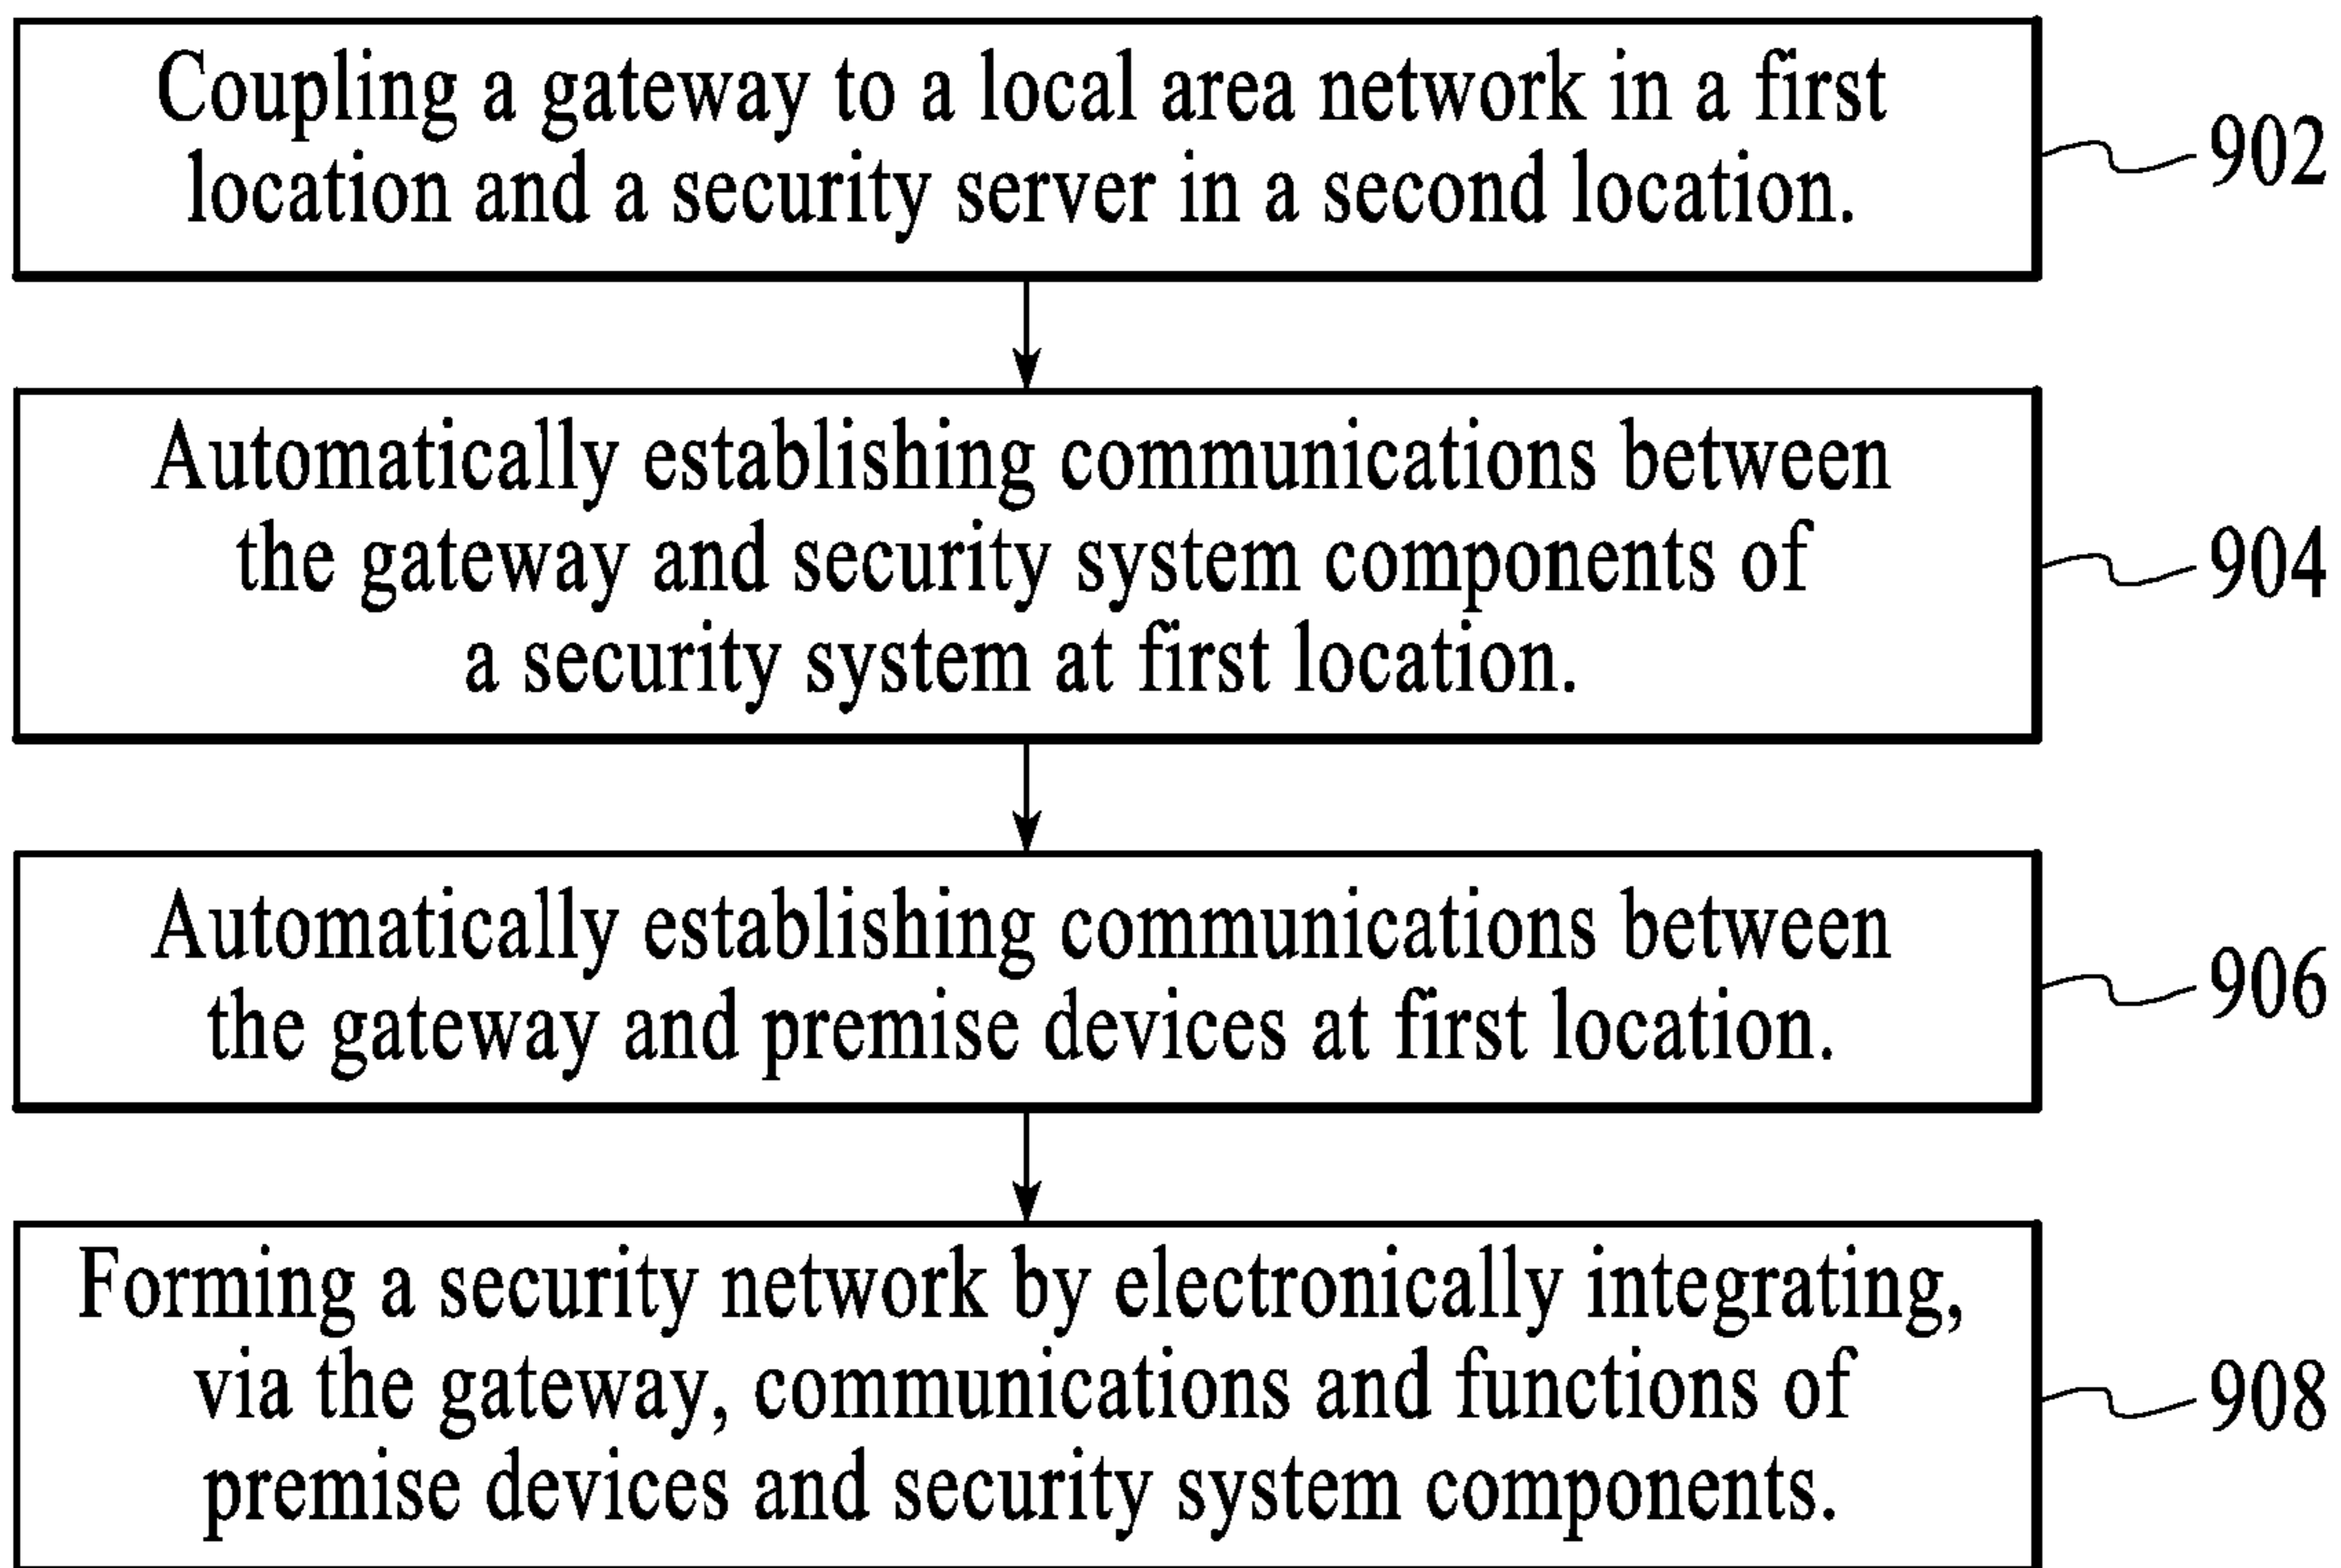 Coupling a gateway to a local area network in a first
location and a security server in a second location.
902
Automatically establishing communications between
the gateway and security system components of
a security system at first location.
904
Automatically establishing communications between
the gateway and premise devices at first location.
906
Forming a security network by electronically integrating,
via the gateway, communications and functions of
premise devices and security system components.
908